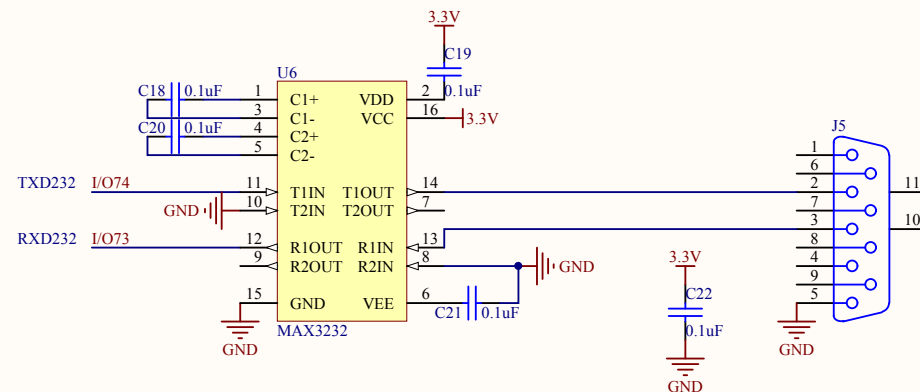 3.3V
C19
0.1uF
U6
C18 0.1uF
C20 0.1uF
1 C1+ VDD 2
3 C1- VCC 16 3.3V
4 C2+
5 C2-
TXD232 I/O74 11 T1IN T1OUT 14
GND 10 T2IN T2OUT 7
RXD232 I/O73 12 R1OUT R1IN 13
9 R2OUT R2IN 8 GND
15 GND VEE 6 C21 0.1uF
MAX3232
GND
3.3V
C22
0.1uF
GND
J5
1
6
2
7
3
8
4
9
5
11
10
GND